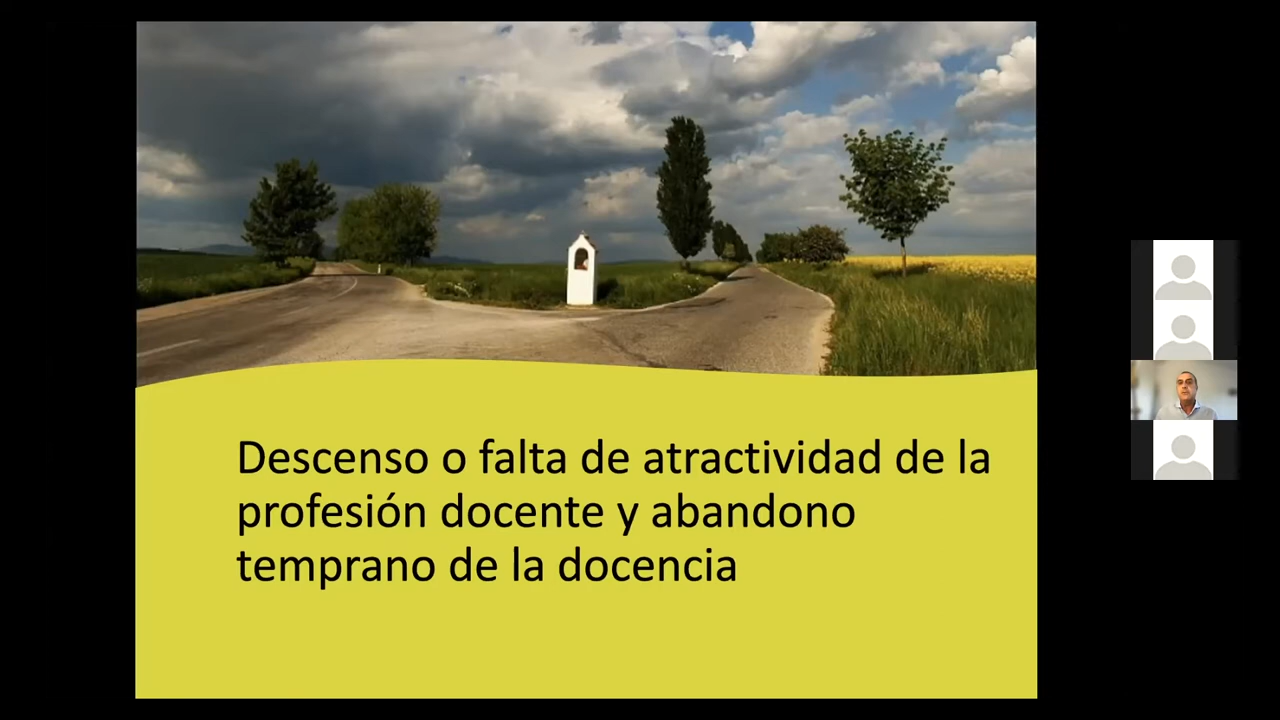 Descenso o falta de atractividad de la
profesión docente y abandono
temprano de la docencia